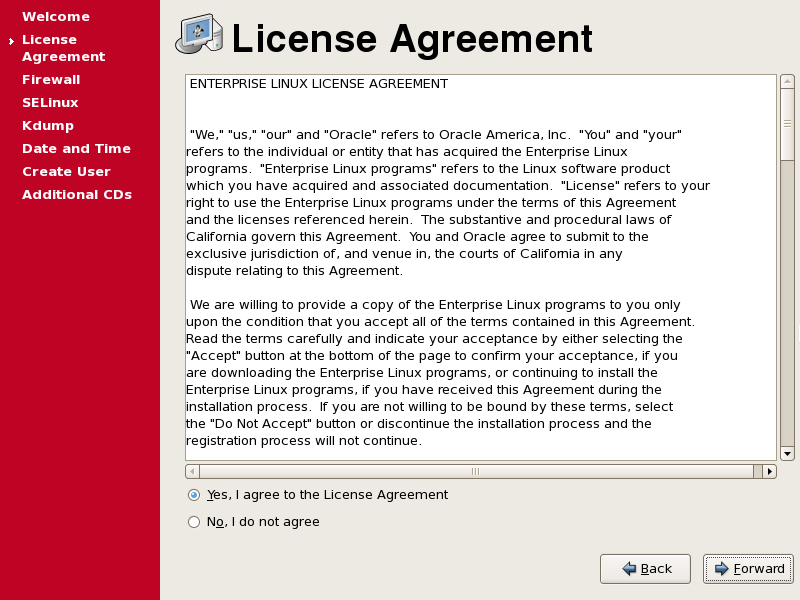 Welcome
License
Agreement
Firewall
SELinux
Kdump
Date and Time
Create User
Additional CDs
License Agreement
ENTERPRISE LINUX LICENSE AGREEMENT
"We," "us," "our" and "Oracle" refers to Oracle America, Inc.  "You" and "your"
refers to the individual or entity that has acquired the Enterprise Linux
programs.  "Enterprise Linux programs" refers to the Linux software product
which you have acquired and associated documentation.  "License" refers to your
right to use the Enterprise Linux programs under the terms of this Agreement
and the licenses referenced herein.  The substantive and procedural laws of
California govern this Agreement.  You and Oracle agree to submit to the
exclusive jurisdiction of, and venue in, the courts of California in any
dispute relating to this Agreement.
We are willing to provide a copy of the Enterprise Linux programs to you only
upon the condition that you accept all of the terms contained in this Agreement.
Read the terms carefully and indicate your acceptance by either selecting the
"Accept" button at the bottom of the page to confirm your acceptance, if you
are downloading the Enterprise Linux programs, or continuing to install the
Enterprise Linux programs, if you have received this Agreement during the
installation process.  If you are not willing to be bound by these terms, select
the "Do Not Accept" button or discontinue the installation process and the
registration process will not continue.
Yes, I agree to the License Agreement
No, I do not agree
Back
Forward